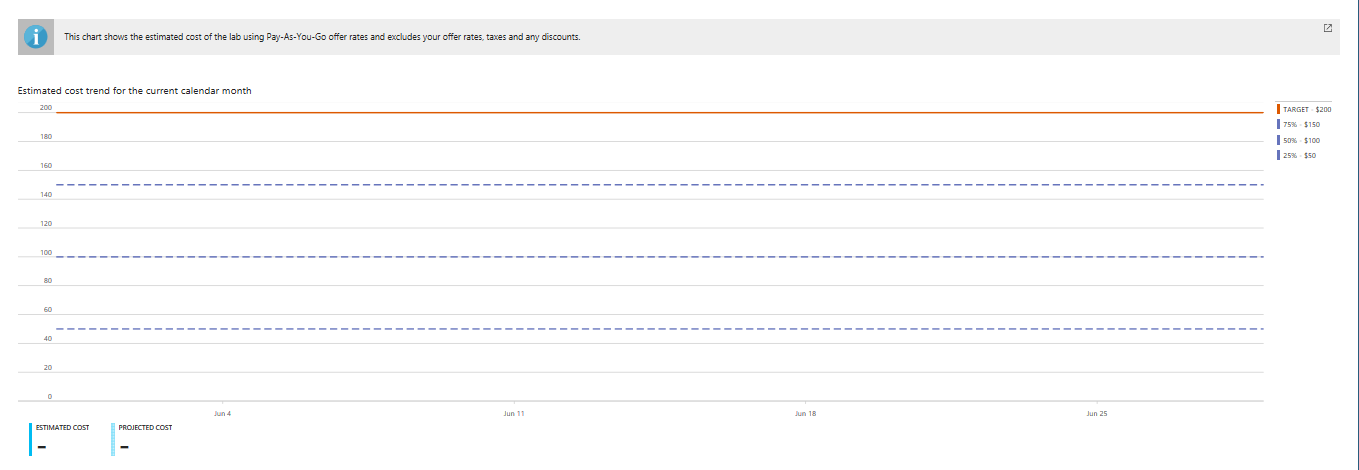 This chart shows the estimated cost of the lab using Pay-As-You-Go offer rates and excludes your offer rates, taxes and any discounts.
Estimated cost trend for the current calendar month
200
180
160
140
120
100
80
60
40
20
0
Jun 4
Jun 11
Jun 18
Jun 25
TARGET - $200
75% - $150
50% - $100
25% - $50
ESTIMATED COST
–
PROJECTED COST
–